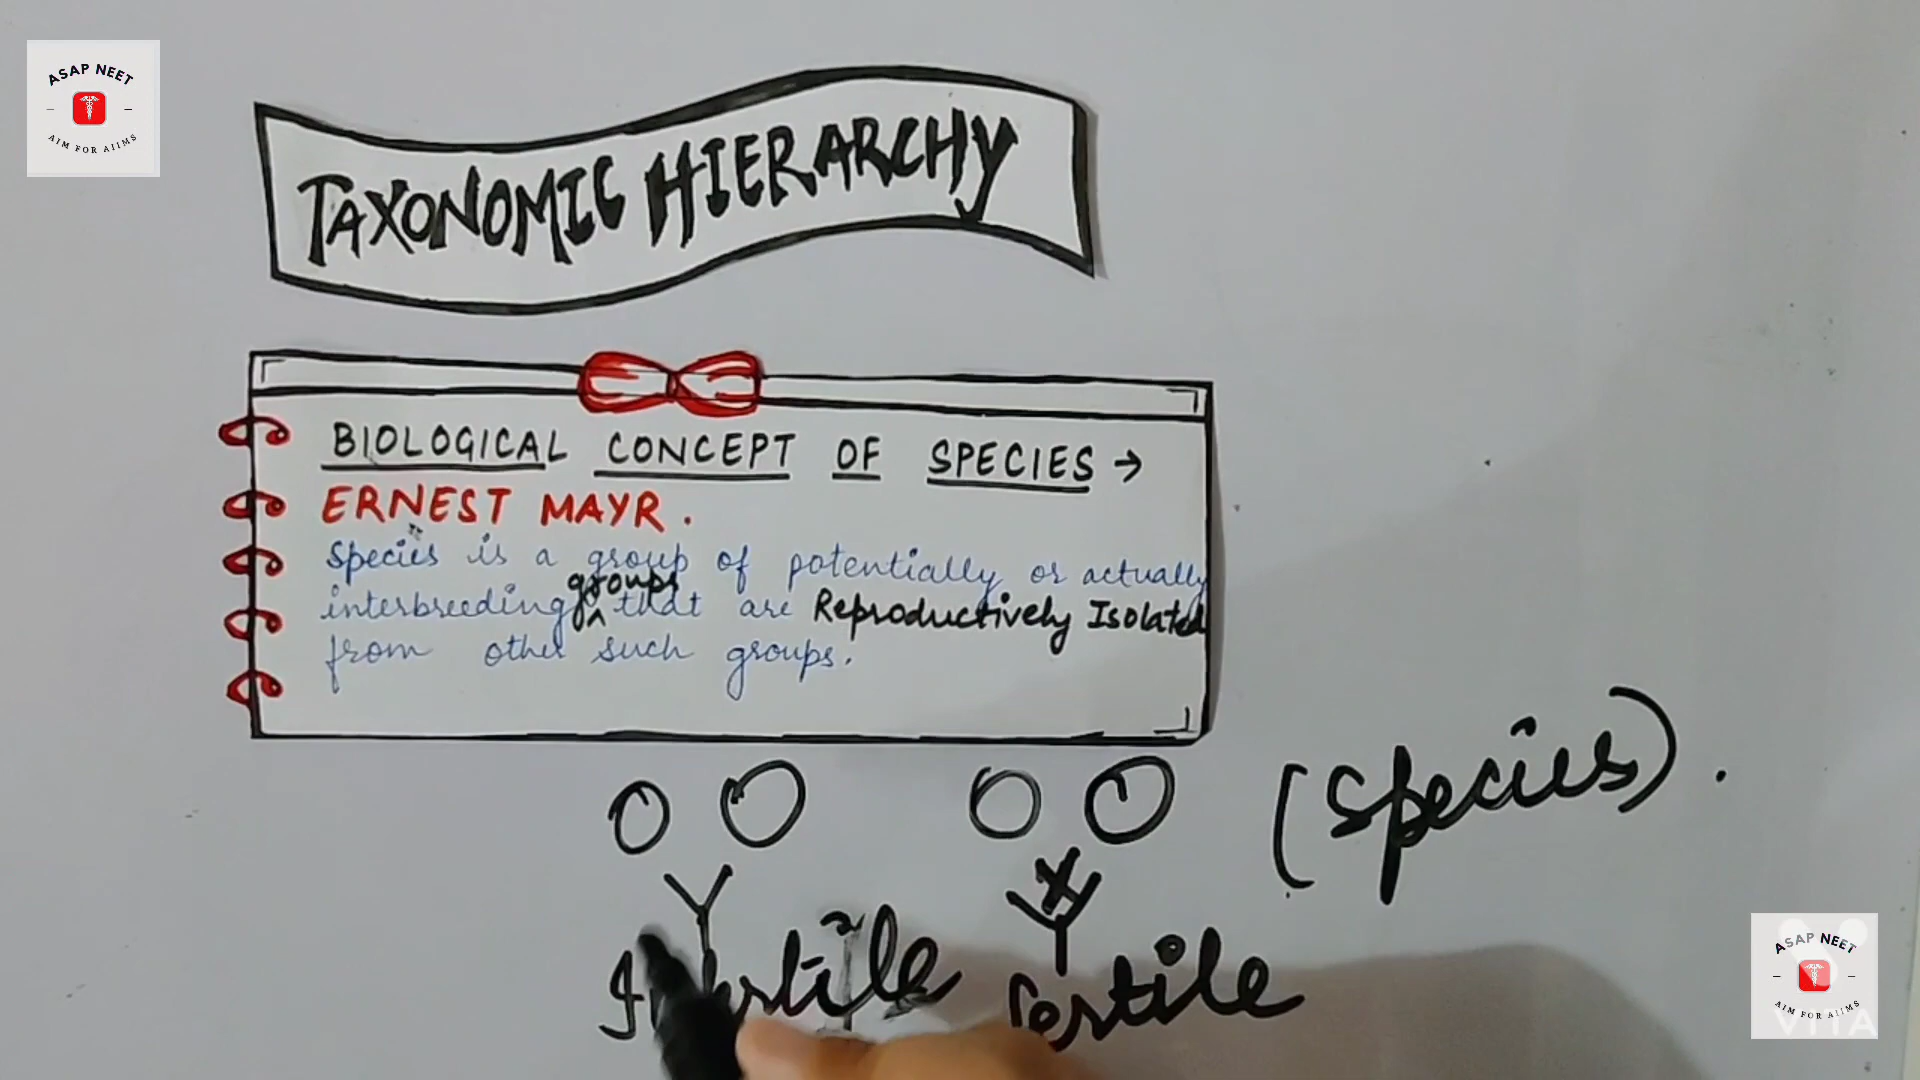 ASAP NEET
AIM FOR AIIMS
TAXONOMIC HIERARCHY
BIOLOGICAL CONCEPT OF SPECIES →
ERNEST MAYR.
Species is a group of potentially or actually
groups
interbreeding ^ that are Reproductively Isolated
from other such groups.
(Species).
fertile
ASAP NEET
AIM FOR AIIMS
VITA